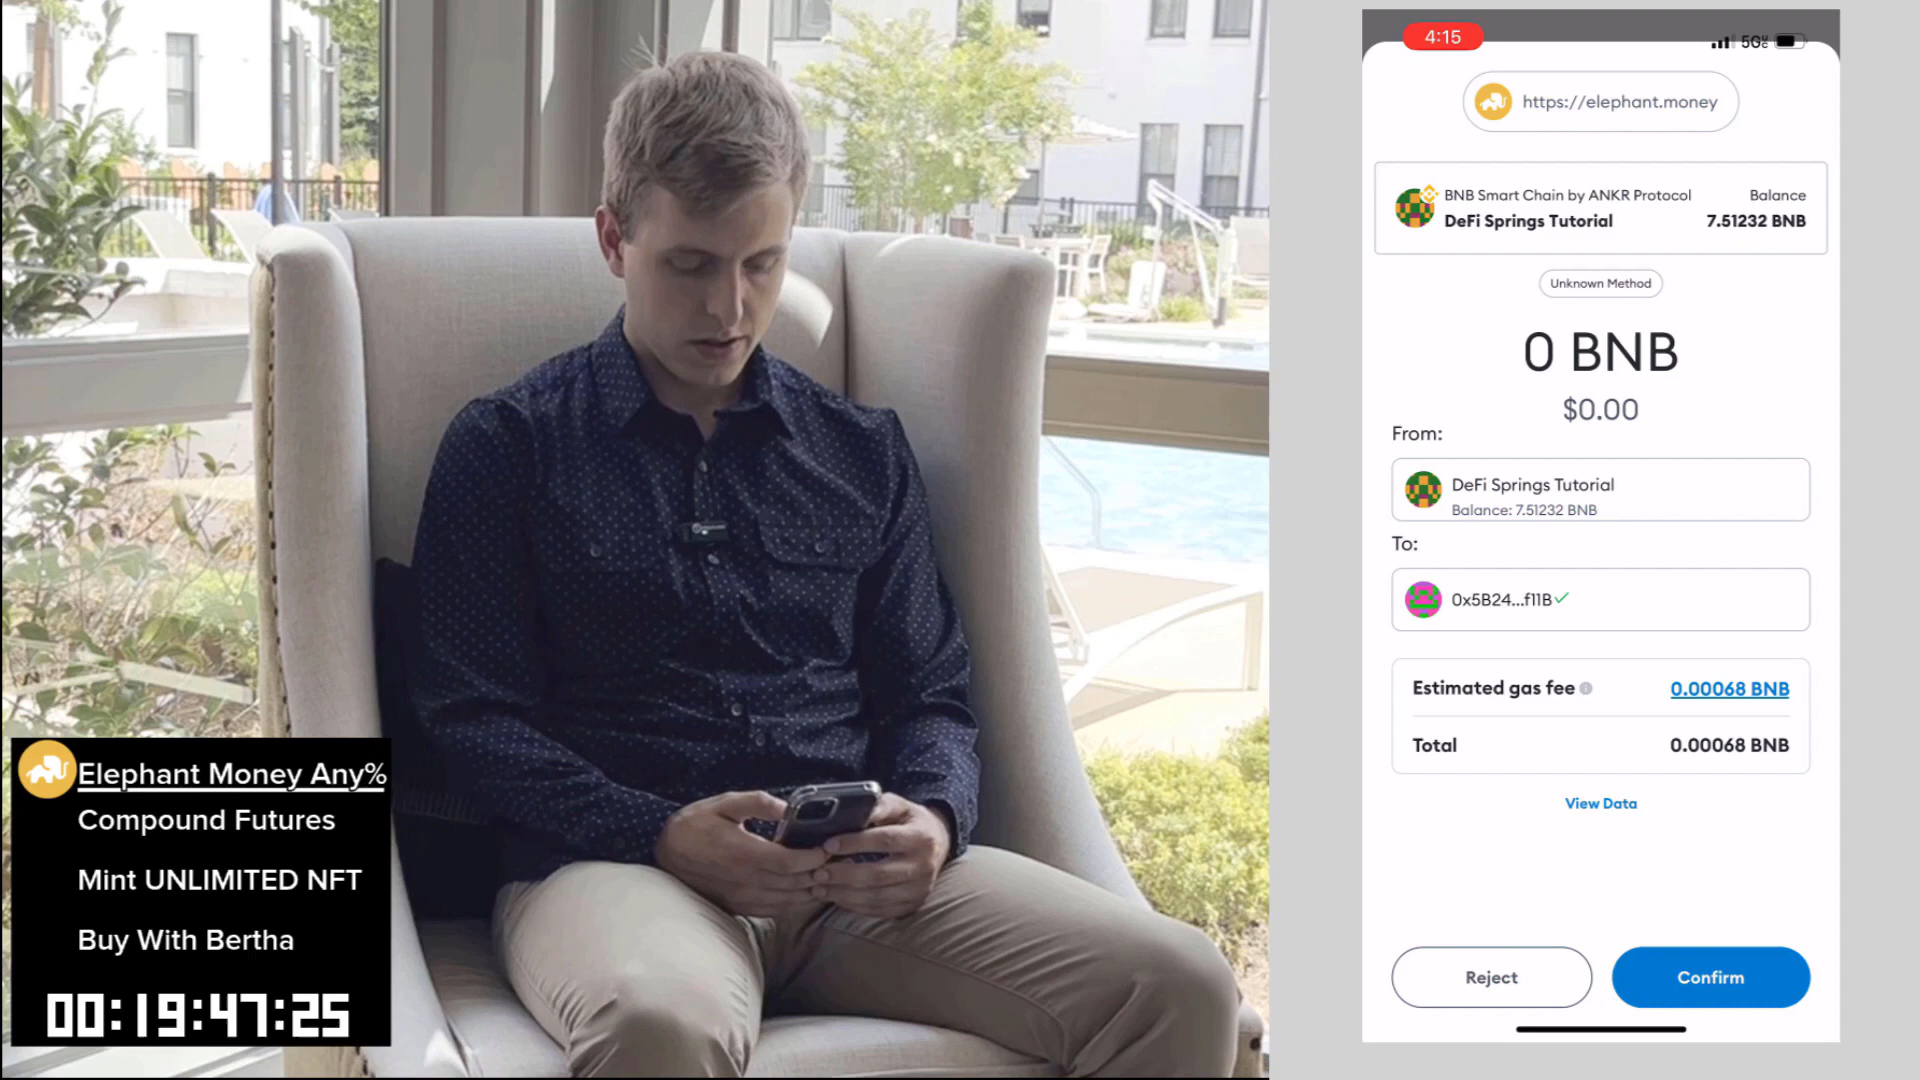 4:15
5G
https://elephant.money
BNB Smart Chain by ANKR Protocol Balance
DeFi Springs Tutorial 7.51232 BNB
Unknown Method
0 BNB
$0.00
From:
DeFi Springs Tutorial
Balance: 7.51232 BNB
To:
0x5B24...f11B
Estimated gas fee 0.00068 BNB
Total 0.00068 BNB
View Data
Reject Confirm
Elephant Money Any%
Compound Futures
Mint UNLIMITED NFT
Buy With Bertha
00:19:47:25